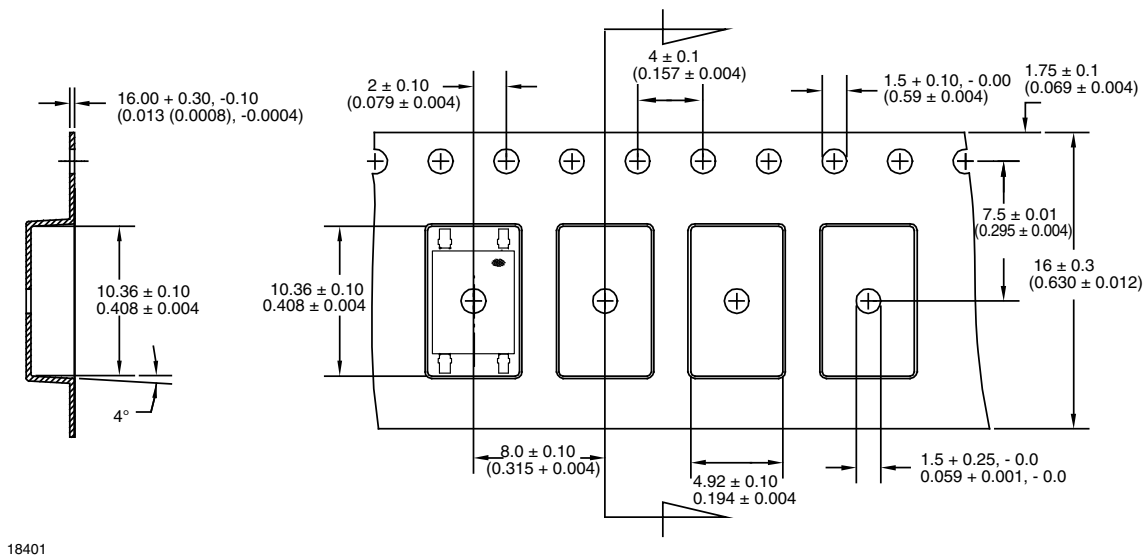 16.00 + 0.30, -0.10
(0.013 (0.0008), -0.0004)
2 ± 0.10
(0.079 ± 0.004)
4 ± 0.1
(0.157 ± 0.004)
1.5 + 0.10, - 0.00
(0.59 ± 0.004)
1.75 ± 0.1
(0.069 ± 0.004)
7.5 ± 0.01
(0.295 ± 0.004)
16 ± 0.3
(0.630 ± 0.012)
10.36 ± 0.10
0.408 ± 0.004
10.36 ± 0.10
0.408 ± 0.004
4°
8.0 ± 0.10
(0.315 + 0.004)
4.92 ± 0.10
0.194 ± 0.004
1.5 + 0.25, - 0.0
0.059 + 0.001, - 0.0
18401